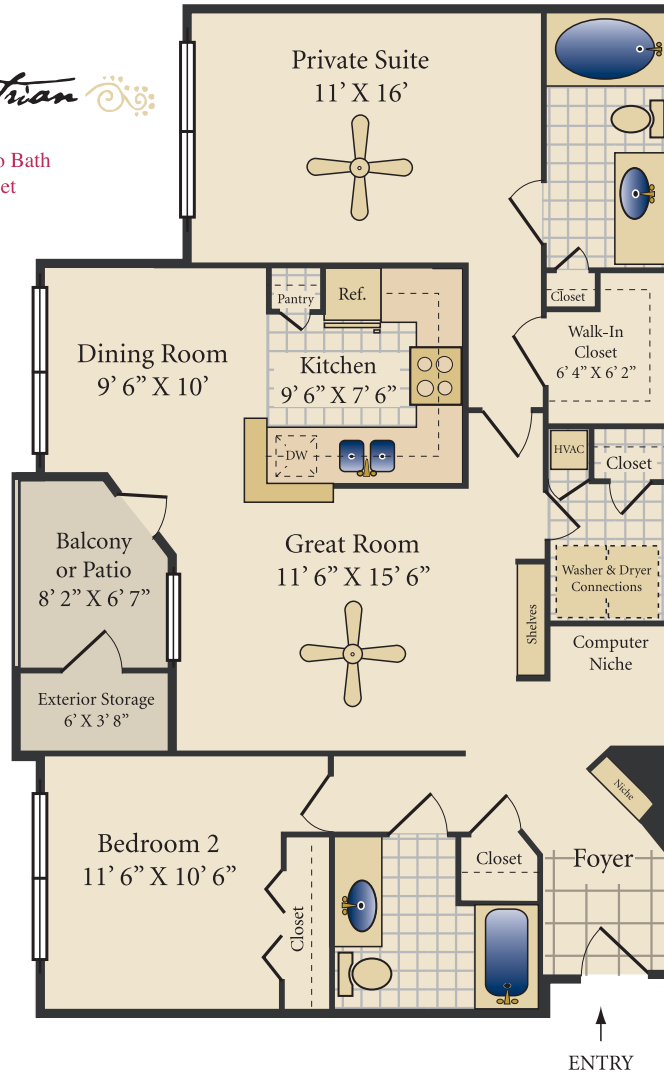 Private Suite
11’ X 16’
Bath
Pantry
Ref.
Closet
Dining Room
9’ 6” X 10’
Kitchen
9’ 6” X 7’ 6”
Walk-In
Closet
6’ 4” X 6’ 2”
DW
HVAC
Closet
Balcony
or Patio
8’ 2” X 6’ 7”
Great Room
11’ 6” X 15’ 6”
Washer & Dryer
Connections
Shelves
Computer
Niche
Exterior Storage
6’ X 3’ 8”
Niche
Bedroom 2
11’ 6” X 10’ 6”
Closet
Closet
Foyer
ENTRY